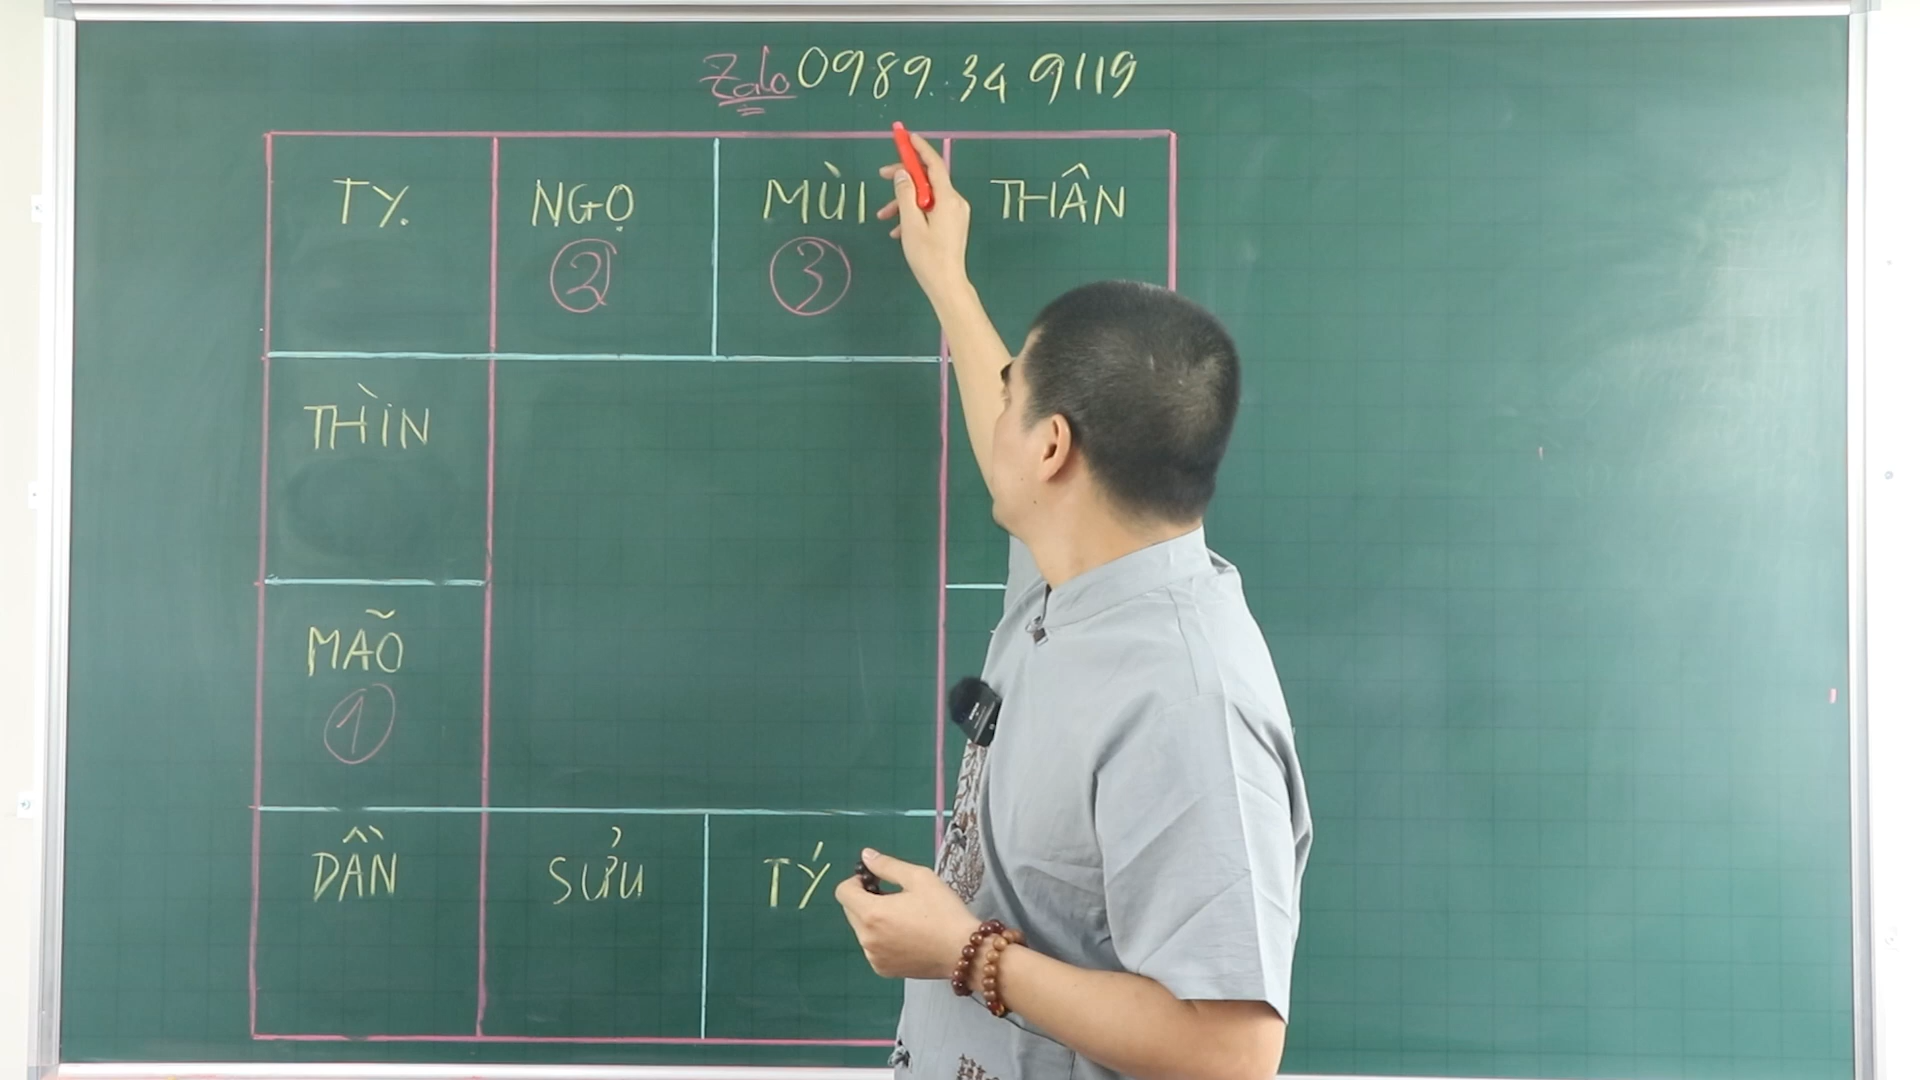 Zalo 0989.34 9119
TỴ
NGỌ
MÙI
THÂN
②
③
THÌN
MÃO
①
DẦN
SỬU
TÝ